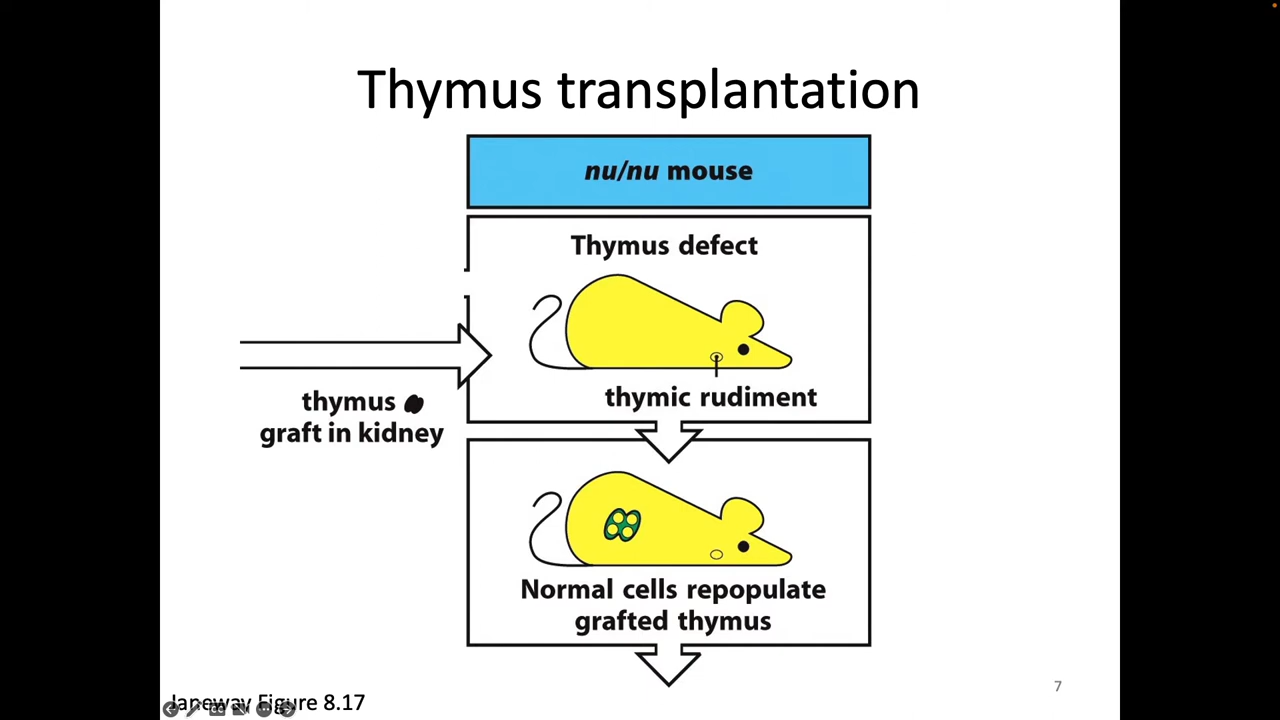 Thymus transplantation
nu/nu mouse
Thymus defect
thymus
graft in kidney
thymic rudiment
Normal cells repopulate
grafted thymus
7
Janeway Figure 8.17